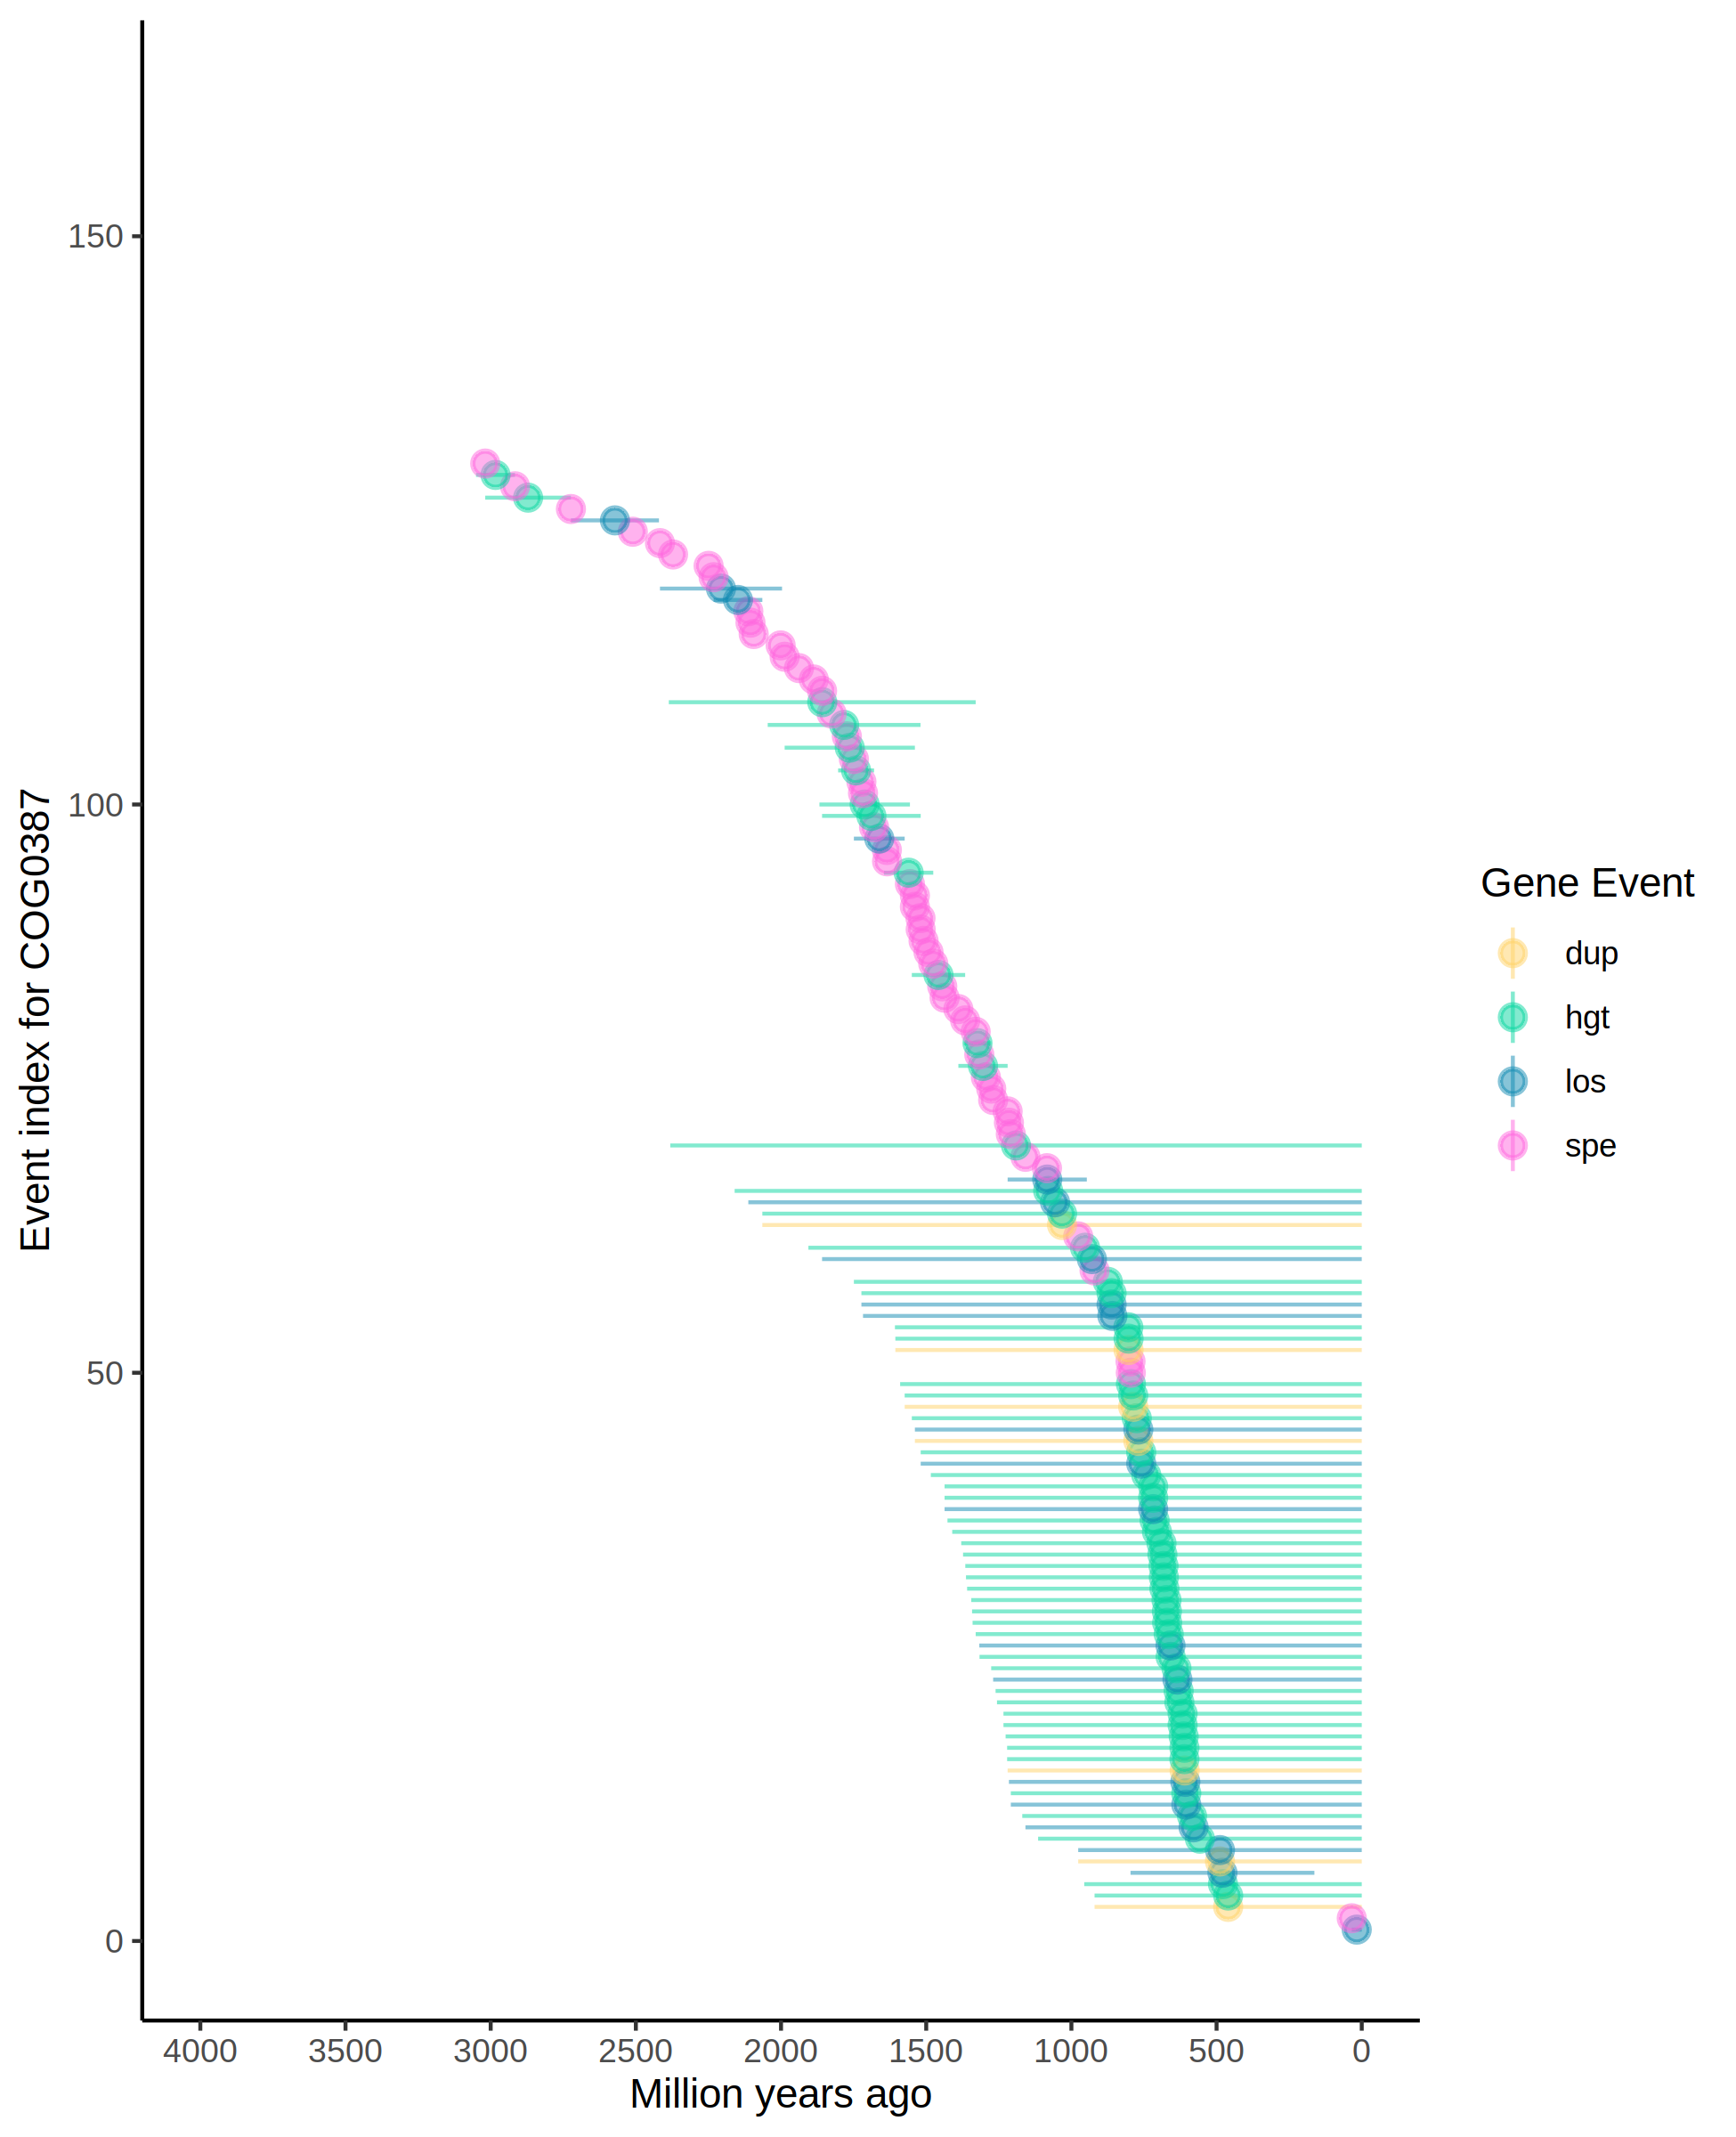 Event index for COG0387
150
100
50
0
4000 3500 3000 2500 2000 1500 1000 500 0
Million years ago
Gene Event
dup
hgt
los
spe